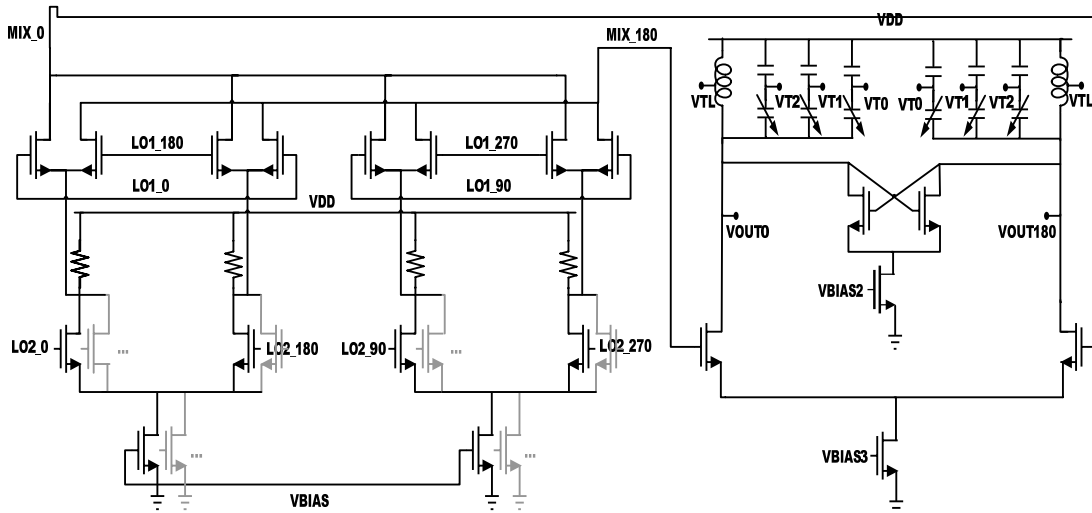 MIX_0
MIX_180
VDD
VTL
VT2
VT1
VT0
VT0
VT1
VT2
VTL
LO1_180
LO1_270
LO1_0
LO1_90
VDD
VOUT0
VOUT180
VBIAS2
LO2_0
...
LO2_180
LO2_90
...
LO2_270
...
...
VBIAS3
VBIAS